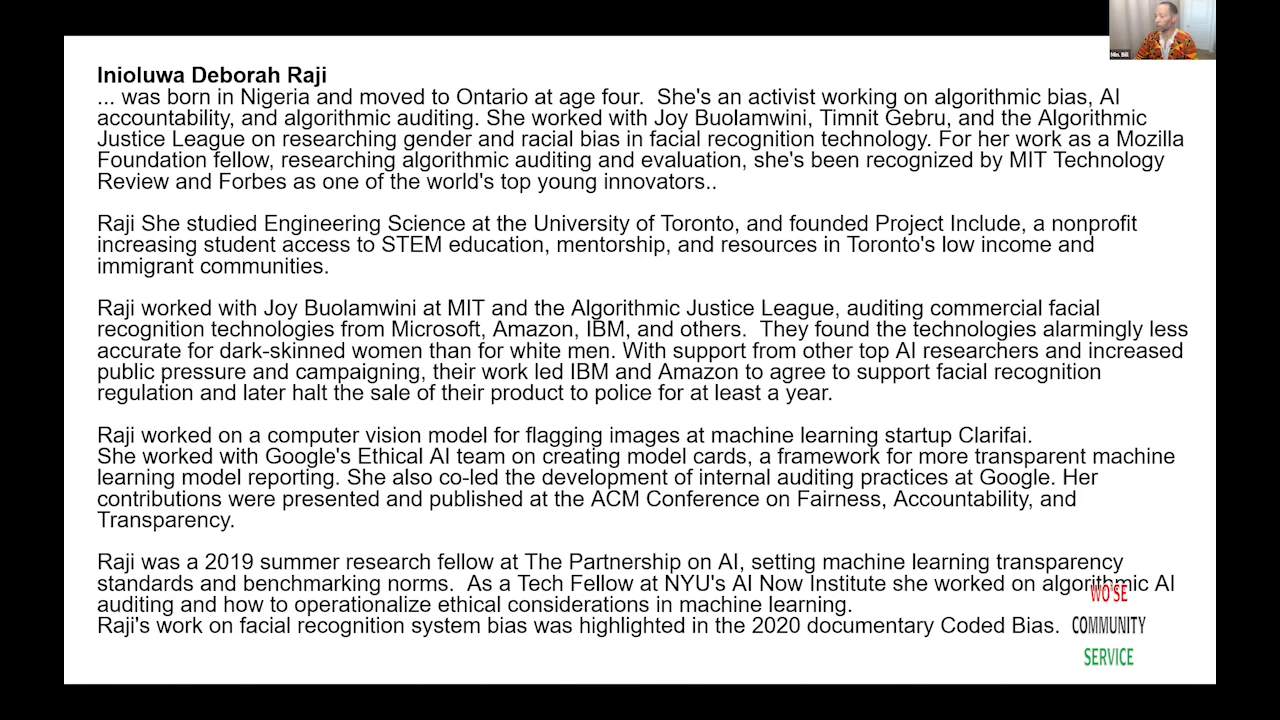 Inioluwa Deborah Raji
... was born in Nigeria and moved to Ontario at age four.  She's an activist working on algorithmic bias, AI
accountability, and algorithmic auditing. She worked with Joy Buolamwini, Timnit Gebru, and the Algorithmic
Justice League on researching gender and racial bias in facial recognition technology. For her work as a Mozilla
Foundation fellow, researching algorithmic auditing and evaluation, she's been recognized by MIT Technology
Review and Forbes as one of the world's top young innovators..
Raji She studied Engineering Science at the University of Toronto, and founded Project Include, a nonprofit
increasing student access to STEM education, mentorship, and resources in Toronto's low income and
immigrant communities.
Raji worked with Joy Buolamwini at MIT and the Algorithmic Justice League, auditing commercial facial
recognition technologies from Microsoft, Amazon, IBM, and others.  They found the technologies alarmingly less
accurate for dark-skinned women than for white men. With support from other top AI researchers and increased
public pressure and campaigning, their work led IBM and Amazon to agree to support facial recognition
regulation and later halt the sale of their product to police for at least a year.
Raji worked on a computer vision model for flagging images at machine learning startup Clarifai.
She worked with Google's Ethical AI team on creating model cards, a framework for more transparent machine
learning model reporting. She also co-led the development of internal auditing practices at Google. Her
contributions were presented and published at the ACM Conference on Fairness, Accountability, and
Transparency.
Raji was a 2019 summer research fellow at The Partnership on AI, setting machine learning transparency
standards and benchmarking norms.  As a Tech Fellow at NYU's AI Now Institute she worked on algorithmic AI
auditing and how to operationalize ethical considerations in machine learning.
Raji's work on facial recognition system bias was highlighted in the 2020 documentary Coded Bias.
WO'SE
COMMUNITY
SERVICE
Min. Bill